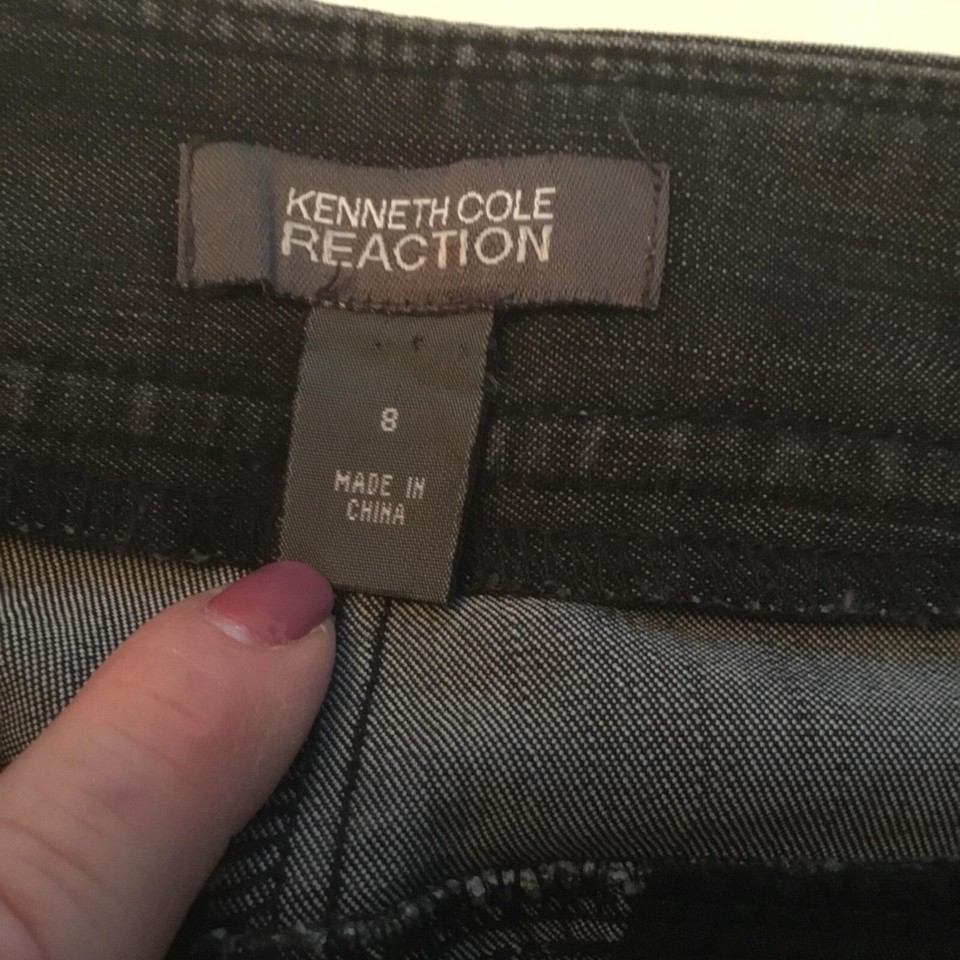 KENNETH COLE
REACTION
8
MADE IN
CHINA